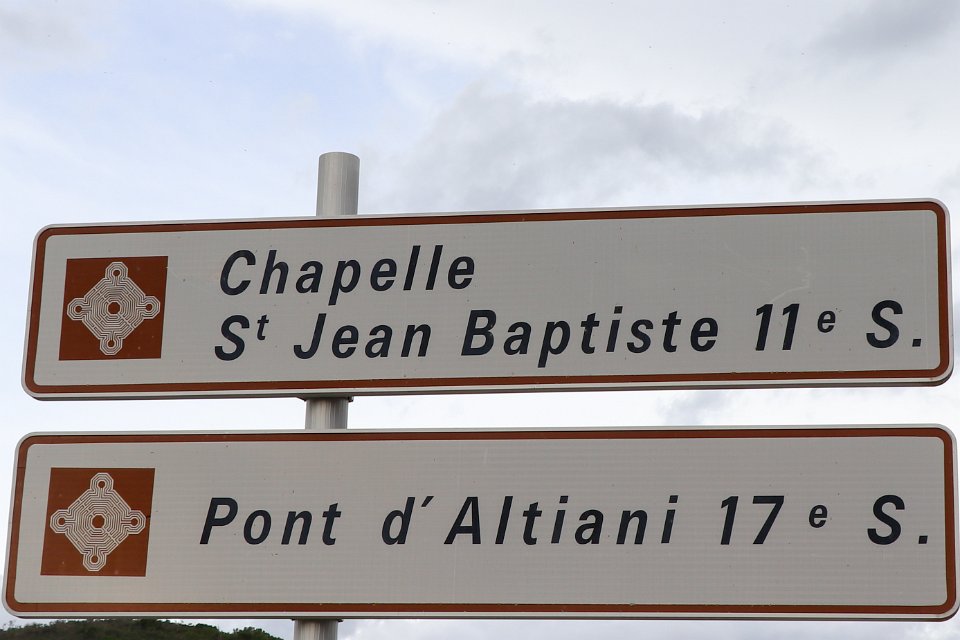 Chapelle
St Jean Baptiste 11e S.
Pont d'Altiani 17e S.